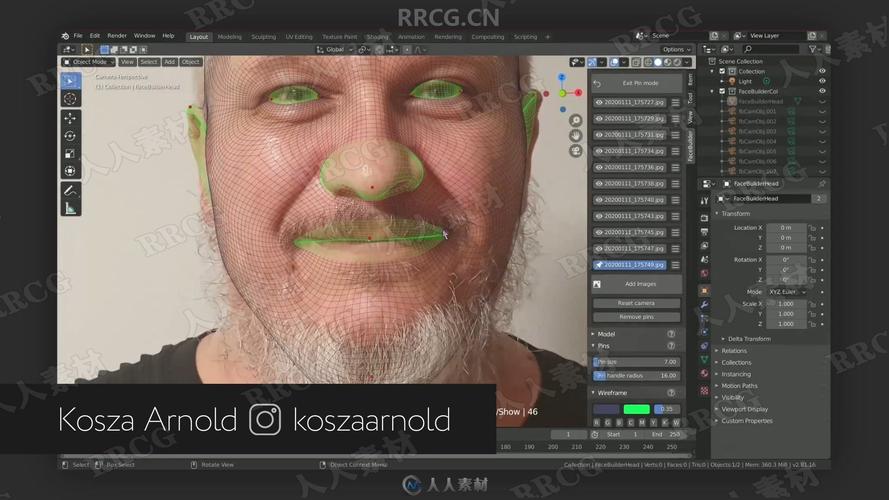 RRCG.CN
File Edit Render Window Help Layout Modeling Sculpting UV Editing Texture Paint Shading Animation Rendering Compositing Scripting Scene View Layer
Global Options
Object Mode View Select Add Object
Camera Perspective
(1) Collection | FaceBuilderHead
Exit Pin mode
20200111_175727.jpg
20200111_175729.jpg
20200111_175731.jpg
20200111_175734.jpg
20200111_175736.jpg
20200111_175738.jpg
20200111_175740.jpg
20200111_175743.jpg
20200111_175745.jpg
20200111_175747.jpg
20200111_175749.jpg
Add Images
Reset camera
Remove pins
Model
Pins
Pin size 7.00
Pin handle radius 16.00
Wireframe
0.35
R G B C M Y K W
Item
Tool
View
FaceBuilder
Scene Collection
Collection
Light
FaceBuilderCol
FaceBuilderHead
fbCamObj.001
fbCamObj.002
fbCamObj.003
fbCamObj.004
fbCamObj.005
fbCamObj.006
fbCamObj.007
FaceBuilderHead
FaceBuilderHead 2
Transform
Location X 0 m
Y 0 m
Z 0 m
Rotation X 0°
Y 0°
Z 0°
Mode XYZ Euler
Scale X 1.000
Y 1.000
Z 1.000
Delta Transform
Relations
Collections
Instancing
Motion Paths
Visibility
Viewport Display
Custom Properties
Kosza Arnold koszaarnold
/Show | 46
1 Start 1 End 250
180 190 200 210 220 230 240 250
Select Box Select Rotate View Object Context Menu
Collection | FaceBuilderHead | Verts:0 | Faces:0 | Tris:0 | Objects:1/2 | Mem: 360.3 MiB | v2.81.16
人人素材
RRCG